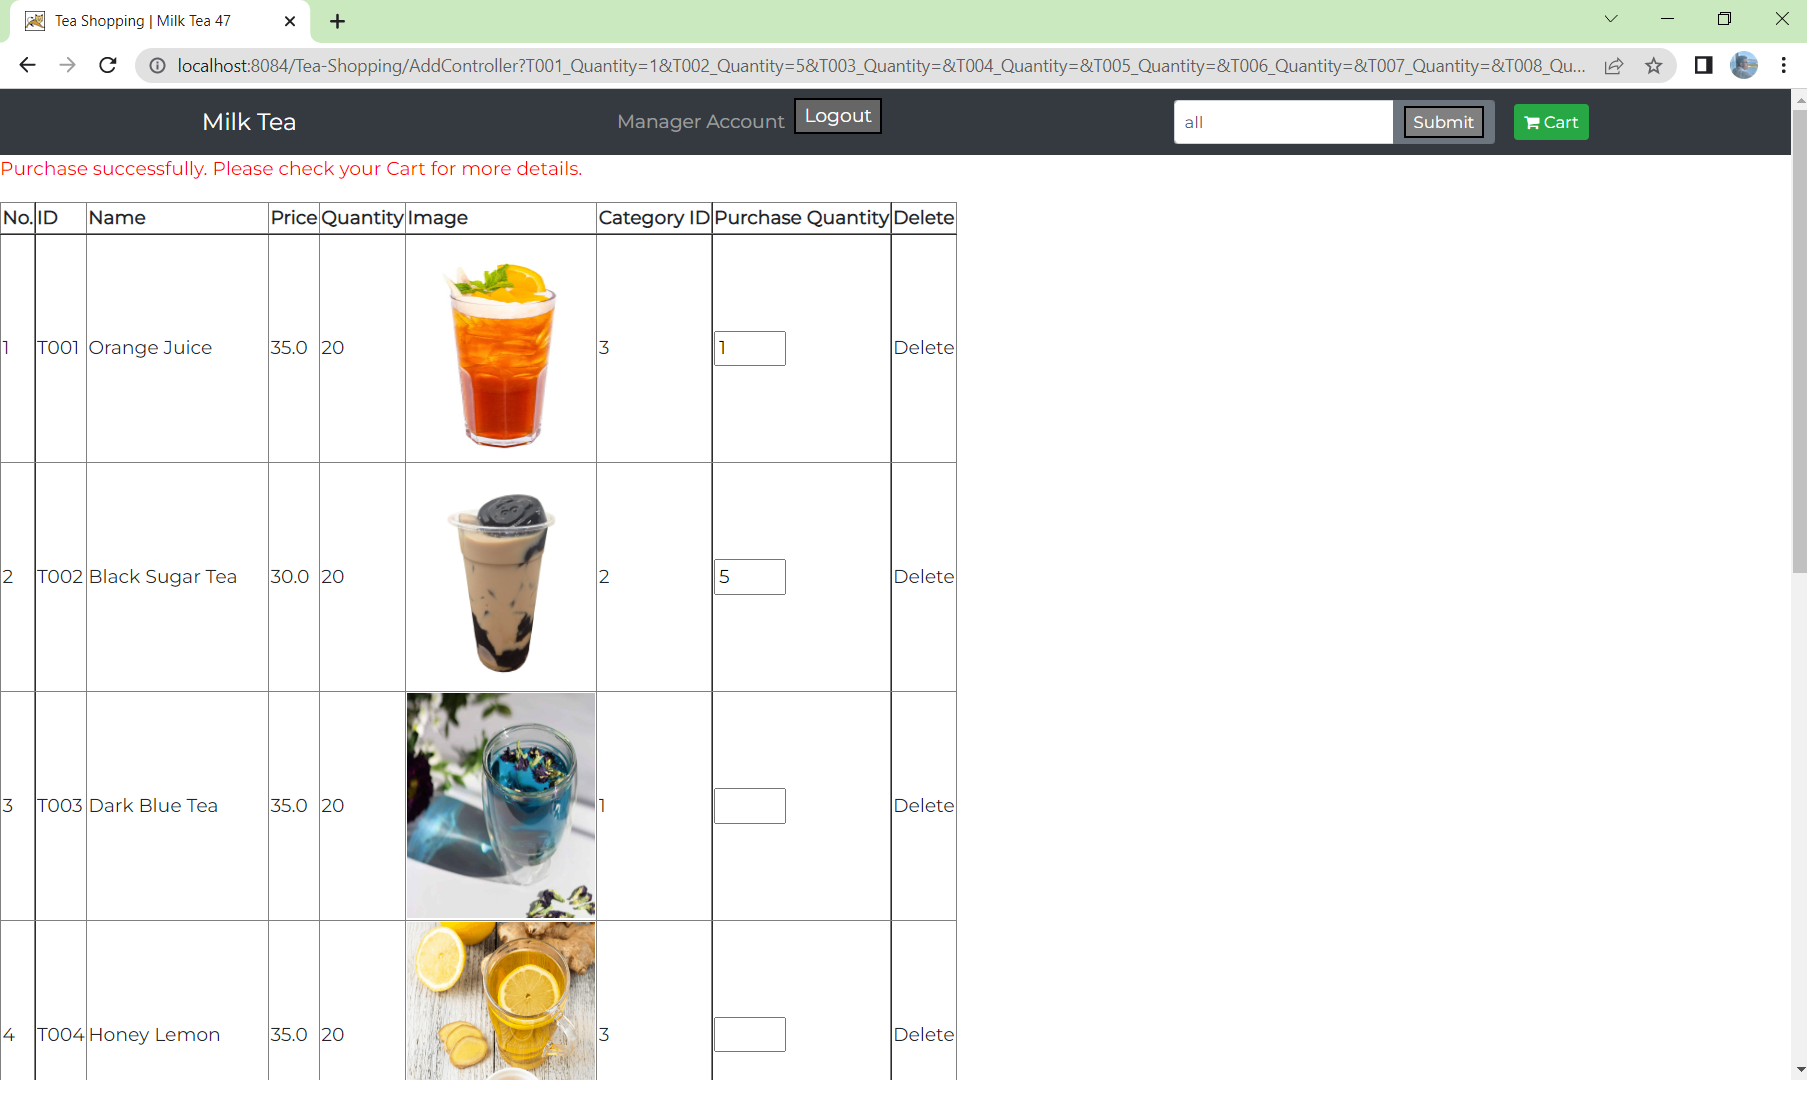 Tea Shopping | Milk Tea 47
localhost:8084/Tea-Shopping/AddController?T001_Quantity=1&T002_Quantity=5&T003_Quantity=&T004_Quantity=&T005_Quantity=&T006_Quantity=&T007_Quantity=&T008_Qu...
Milk Tea Manager Account Logout all Submit Cart
Purchase successfully. Please check your Cart for more details.
No. ID Name Price Quantity Image Category ID Purchase Quantity Delete
1 T001 Orange Juice 35.0 20 3 1 Delete
2 T002 Black Sugar Tea 30.0 20 2 5 Delete
3 T003 Dark Blue Tea 35.0 20 1 Delete
4 T004 Honey Lemon 35.0 20 3 Delete